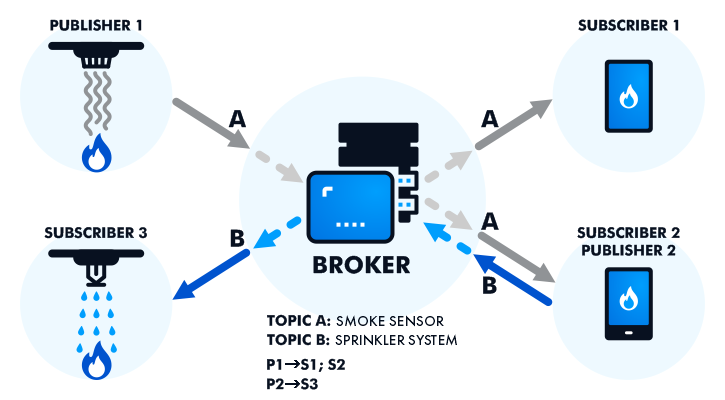 PUBLISHER 1
SUBSCRIBER 1
A
A
SUBSCRIBER 3
B
BROKER
A
B
SUBSCRIBER 2
PUBLISHER 2
TOPIC A: SMOKE SENSOR
TOPIC B: SPRINKLER SYSTEM
P1→S1; S2
P2→S3